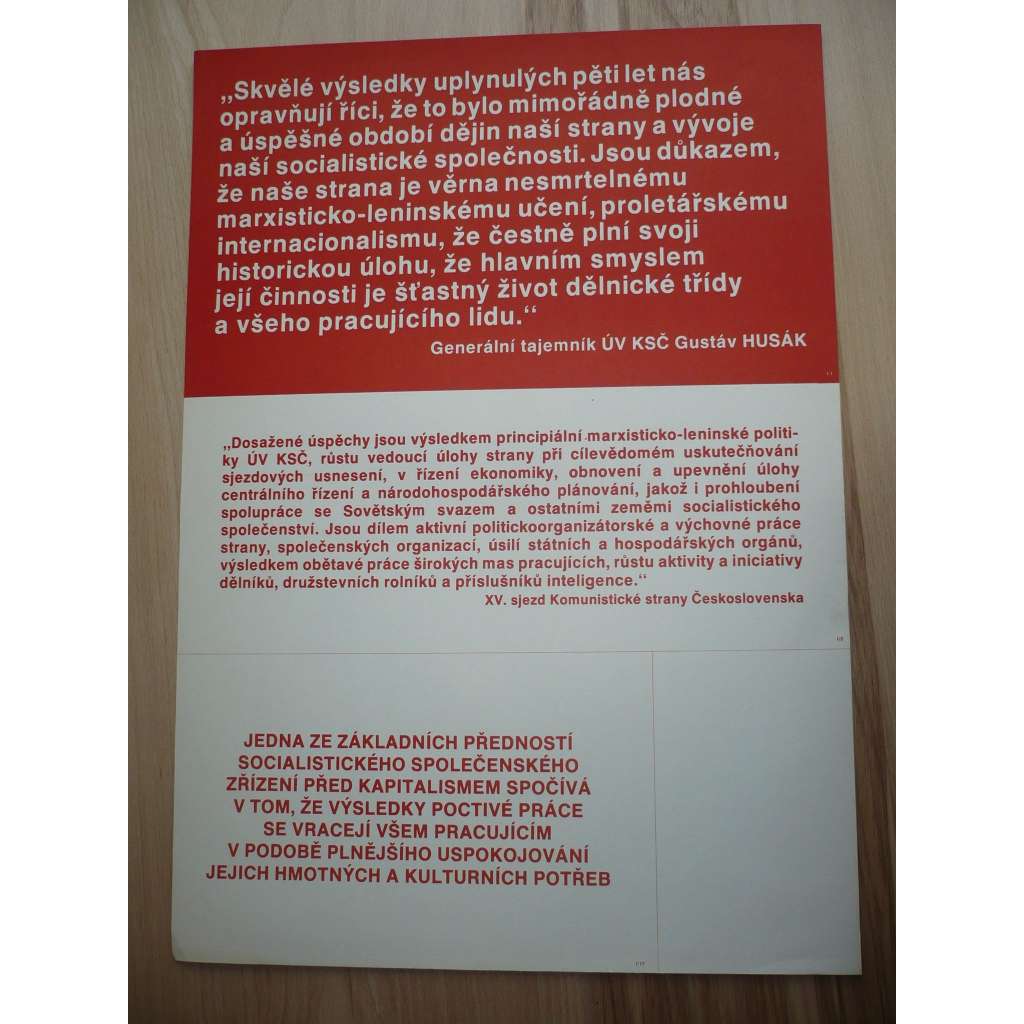 „Skvělé výsledky uplynulých pěti let nás
opravňují říci, že to bylo mimořádně plodné
a úspěšné období dějin naší strany a vývoje
naší socialistické společnosti. Jsou důkazem,
že naše strana je věrna nesmrtelnému
marxisticko-leninskému učení, proletářskému
internacionalismu, že čestně plní svoji
historickou úlohu, že hlavním smyslem
její činnosti je šťastný život dělnické třídy
a všeho pracujícího lidu.“
Generální tajemník ÚV KSČ Gustáv HUSÁK
„Dosažené úspěchy jsou výsledkem principiální marxisticko-leninské politi-
ky ÚV KSČ, růstu vedoucí úlohy strany při cílevědomém uskutečňování
sjezdových usnesení, v řízení ekonomiky, obnovení a upevnění úlohy
centrálního řízení a národohospodářského plánování, jakož i prohloubení
spolupráce se Sovětským svazem a ostatními zeměmi socialistického
společenství. Jsou dílem aktivní politickoorganizátorské a výchovné práce
strany, společenských organizací, úsilí státních a hospodářských orgánů,
výsledkem obětavé práce širokých mas pracujících, růstu aktivity a iniciativy
dělníků, družstevních rolníků a příslušníků inteligence.“
XV. sjezd Komunistické strany Československa
JEDNA ZE ZÁKLADNÍCH PŘEDNOSTÍ
SOCIALISTICKÉHO SPOLEČENSKÉHO
ZŘÍZENÍ PŘED KAPITALISMEM SPOČÍVÁ
V TOM, ŽE VÝSLEDKY POCTIVÉ PRÁCE
SE VRACEJÍ VŠEM PRACUJÍCÍM
V PODOBĚ PLNĚJŠÍHO USPOKOJOVÁNÍ
JEJICH HMOTNÝCH A KULTURNÍCH POTŘEB